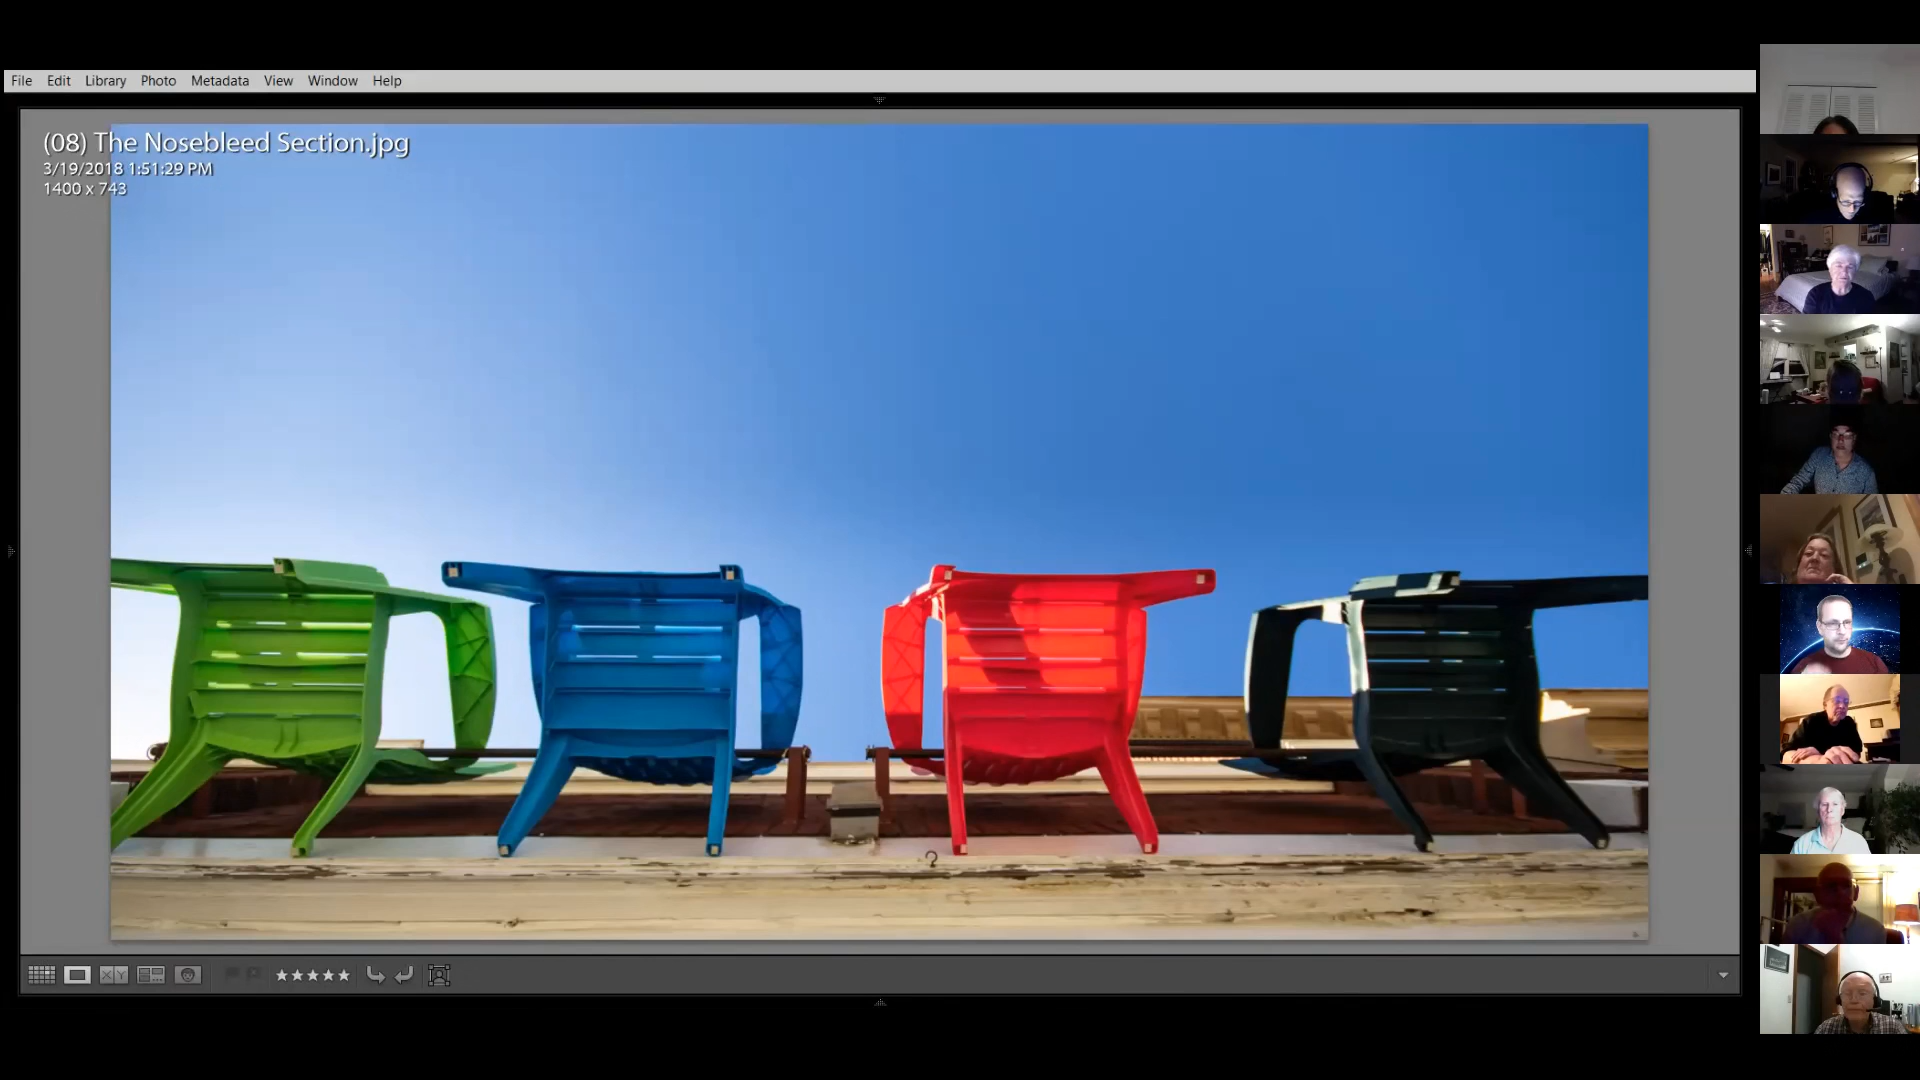 File Edit Library Photo Metadata View Window Help
(08) The Nosebleed Section.jpg
3/19/2018 1:51:29 PM
1400 x 743
X Y